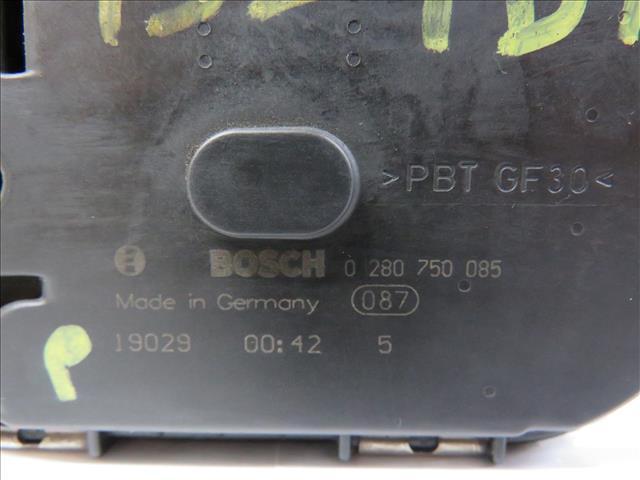 >PBT GF30<
BOSCH 0 280 750 085
Made in Germany 087
19029 00:42 5